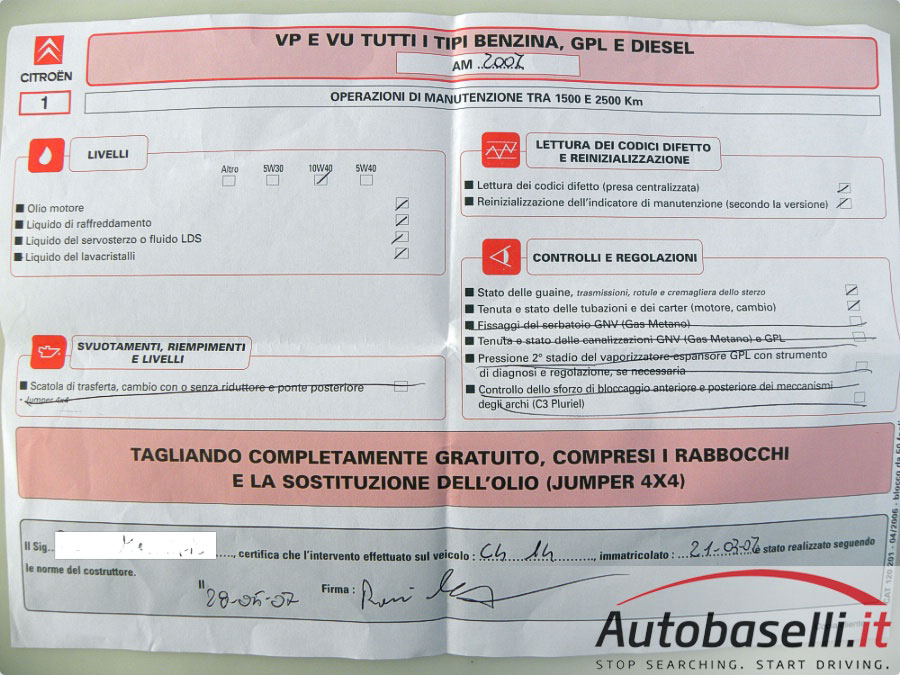 CITROËN
1
VP E VU TUTTI I TIPI BENZINA, GPL E DIESEL
AM ..2007
OPERAZIONI DI MANUTENZIONE TRA 1500 E 2500 Km
LIVELLI
Altro 5W30 10W40 5W40
Olio motore
Liquido di raffreddamento
Liquido del servosterzo o fluido LDS
Liquido del lavacristalli
SVUOTAMENTI, RIEMPIMENTI
E LIVELLI
Scatola di trasferta, cambio con o senza riduttore e ponte posteriore
- Jumper 4x4
LETTURA DEI CODICI DIFETTO
E REINIZIALIZZAZIONE
Lettura dei codici difetto (presa centralizzata)
Reinizializzazione dell'indicatore di manutenzione (secondo la versione)
CONTROLLI E REGOLAZIONI
Stato delle guaine, trasmissioni, rotule e cremagliera dello sterzo
Tenuta e stato delle tubazioni e dei carter (motore, cambio)
Fissaggi del serbatoio GNV (Gas Metano)
Tenuta e stato delle canalizzazioni GNV (Gas Metano) e GPL
Pressione 2° stadio del vaporizzatore-espansore GPL con strumento
di diagnosi e regolazione, se necessaria
Controllo dello sforzo di bloccaggio anteriore e posteriore dei meccanismi
degli archi (C3 Pluriel)
TAGLIANDO COMPLETAMENTE GRATUITO, COMPRESI I RABBOCCHI
E LA SOSTITUZIONE DELL'OLIO (JUMPER 4X4)
Il Sig. ...., certifica che l'intervento effettuato sul veicolo : ...., immatricolato : ...21-03-07 è stato realizzato seguendo
le norme del costruttore.
Il 28-05-07 Firma :
CAT 120 201 - 04/2006 - blocco da 50
Autobaselli.it
STOP SEARCHING. START DRIVING.